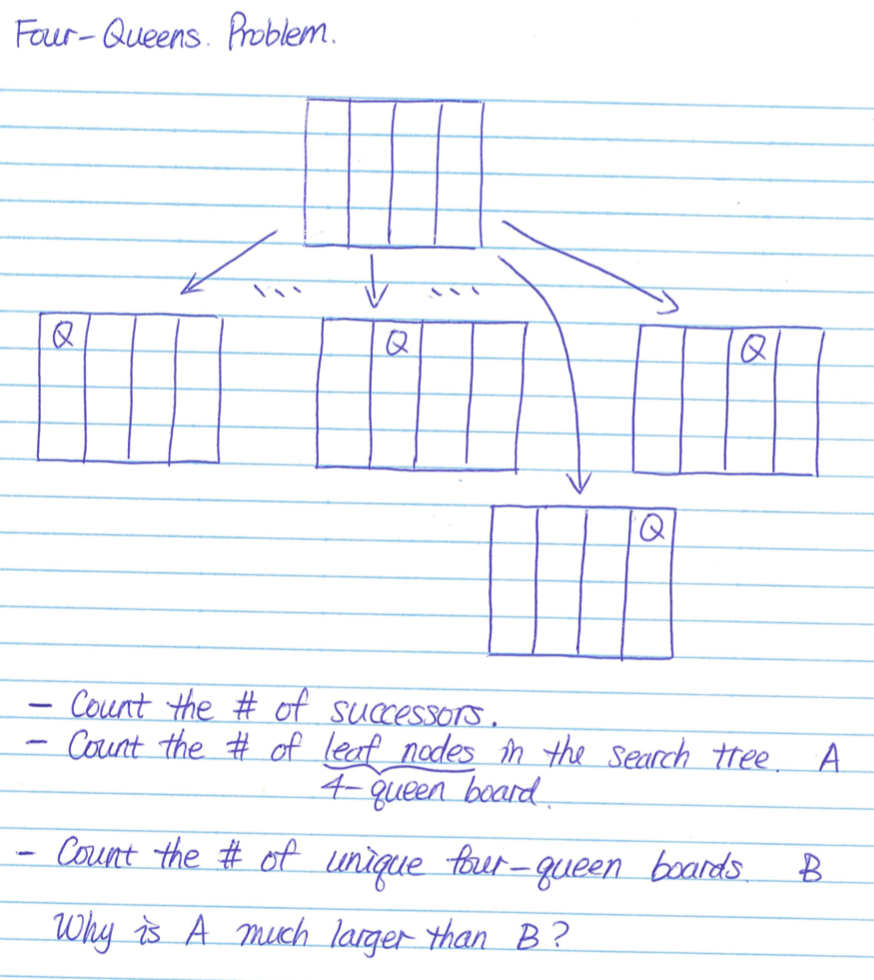 Four-Queens. Problem.
Q
Q
Q
Q
- Count the # of successors.
- Count the # of leaf nodes in the search tree. A
4-queen board.
- Count the # of unique four-queen boards. B
Why is A much larger than B?